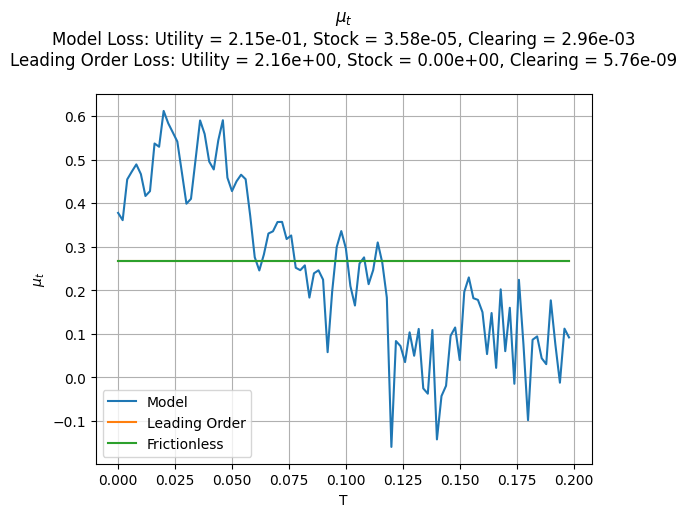 μt
Model Loss: Utility = 2.15e-01, Stock = 3.58e-05, Clearing = 2.96e-03
Leading Order Loss: Utility = 2.16e+00, Stock = 0.00e+00, Clearing = 5.76e-09
0.6
0.5
0.4
0.3
0.2
0.1
0.0
−0.1
μt
Model
Leading Order
Frictionless
0.000 0.025 0.050 0.075 0.100 0.125 0.150 0.175 0.200
T